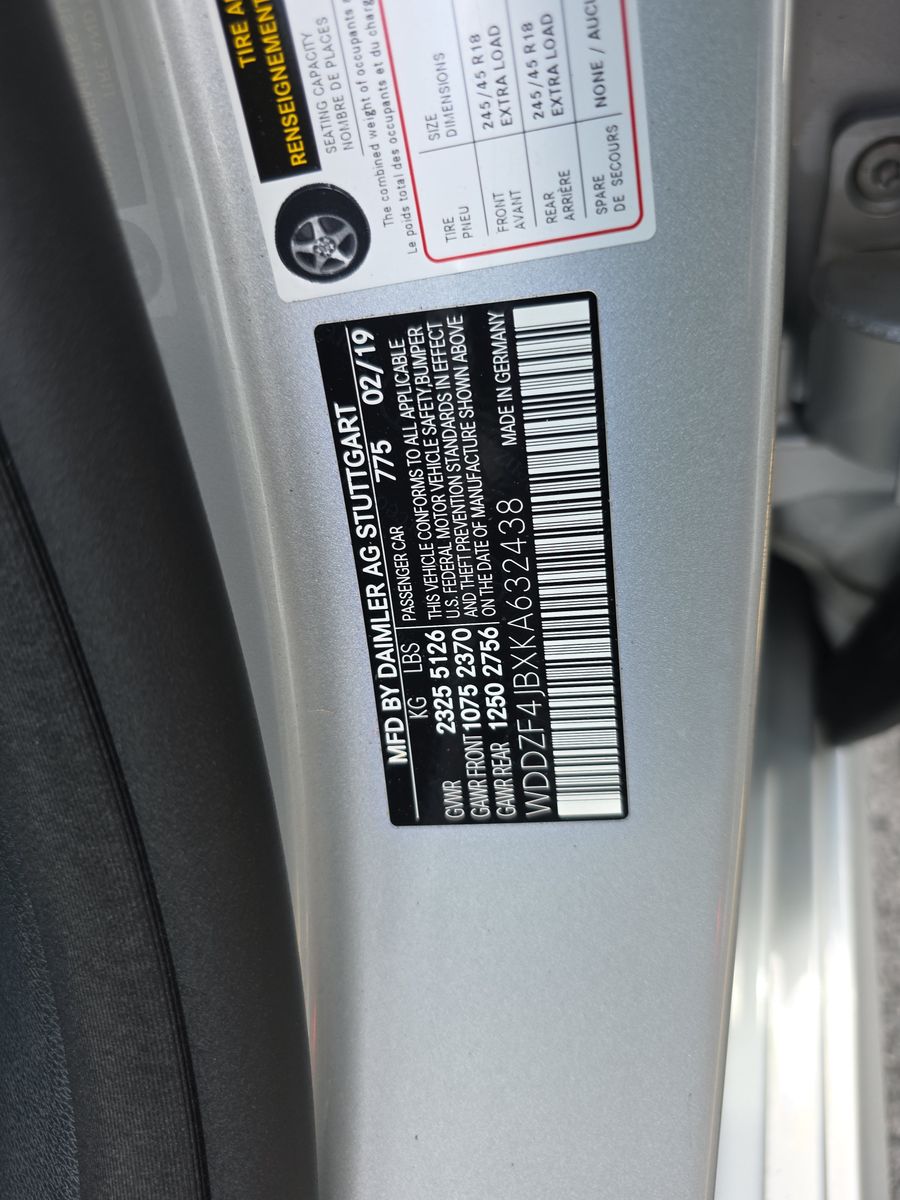 TIRE
RENSEIGNEMENT
SEATING CAPACITY
NOMBRE DE PLACES
The combined weight of occupants
Le poids total des occupants et du
TIRE SIZE
PNEU DIMENSIONS
FRONT 245/45 R18
AVANT EXTRA LOAD
REAR 245/45 R18
ARRIÈRE EXTRA LOAD
SPARE NONE /
DE SECOURS
MFD BY DAIMLER AG STUTTGART
KG LBS 775 02/19
PASSENGER CAR
GVWR 2325 5126
GAWR FRONT 1075 2370
GAWR REAR 1250 2756
THIS VEHICLE CONFORMS TO ALL APPLICABLE
U.S. FEDERAL MOTOR VEHICLE SAFETY, BUMPER
AND THEFT PREVENTION STANDARDS IN EFFECT
ON THE DATE OF MANUFACTURE SHOWN ABOVE
MADE IN GERMANY
WDDZF4JBXKA632438